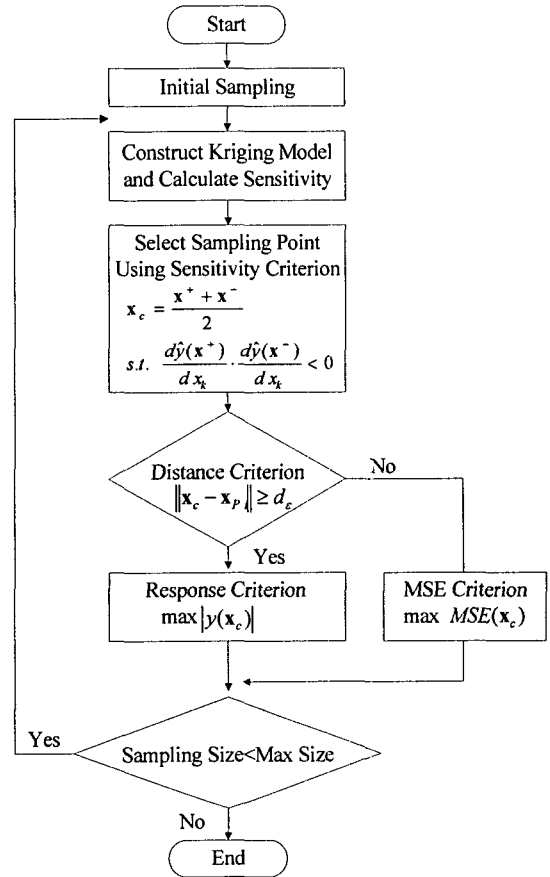 Start
Initial Sampling
Construct Kriging Model
and Calculate Sensitivity
Select Sampling Point
Using Sensitivity Criterion
x_c = (x⁺ + x⁻) / 2
s.t. dŷ(x⁺)/dx_k · dŷ(x⁻)/dx_k < 0
Distance Criterion
‖x_c − x_P‖ ≥ d_ε
No
Yes
Response Criterion
max|y(x_c)|
MSE Criterion
max MSE(x_c)
Yes
Sampling Size<Max Size
No
End